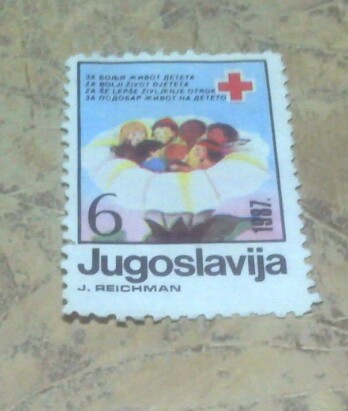 ЗА БОЉИ ЖИВОТ ДЕТЕТА
ZA BOLJI ŽIVOT DJETETA
ZA ŠE LEPŠE ŽIVLJENJE OTROK
ЗА ПОДОБАР ЖИВОТ НА ДЕТЕТО
6
1987.
Jugoslavija
J. REICHMAN